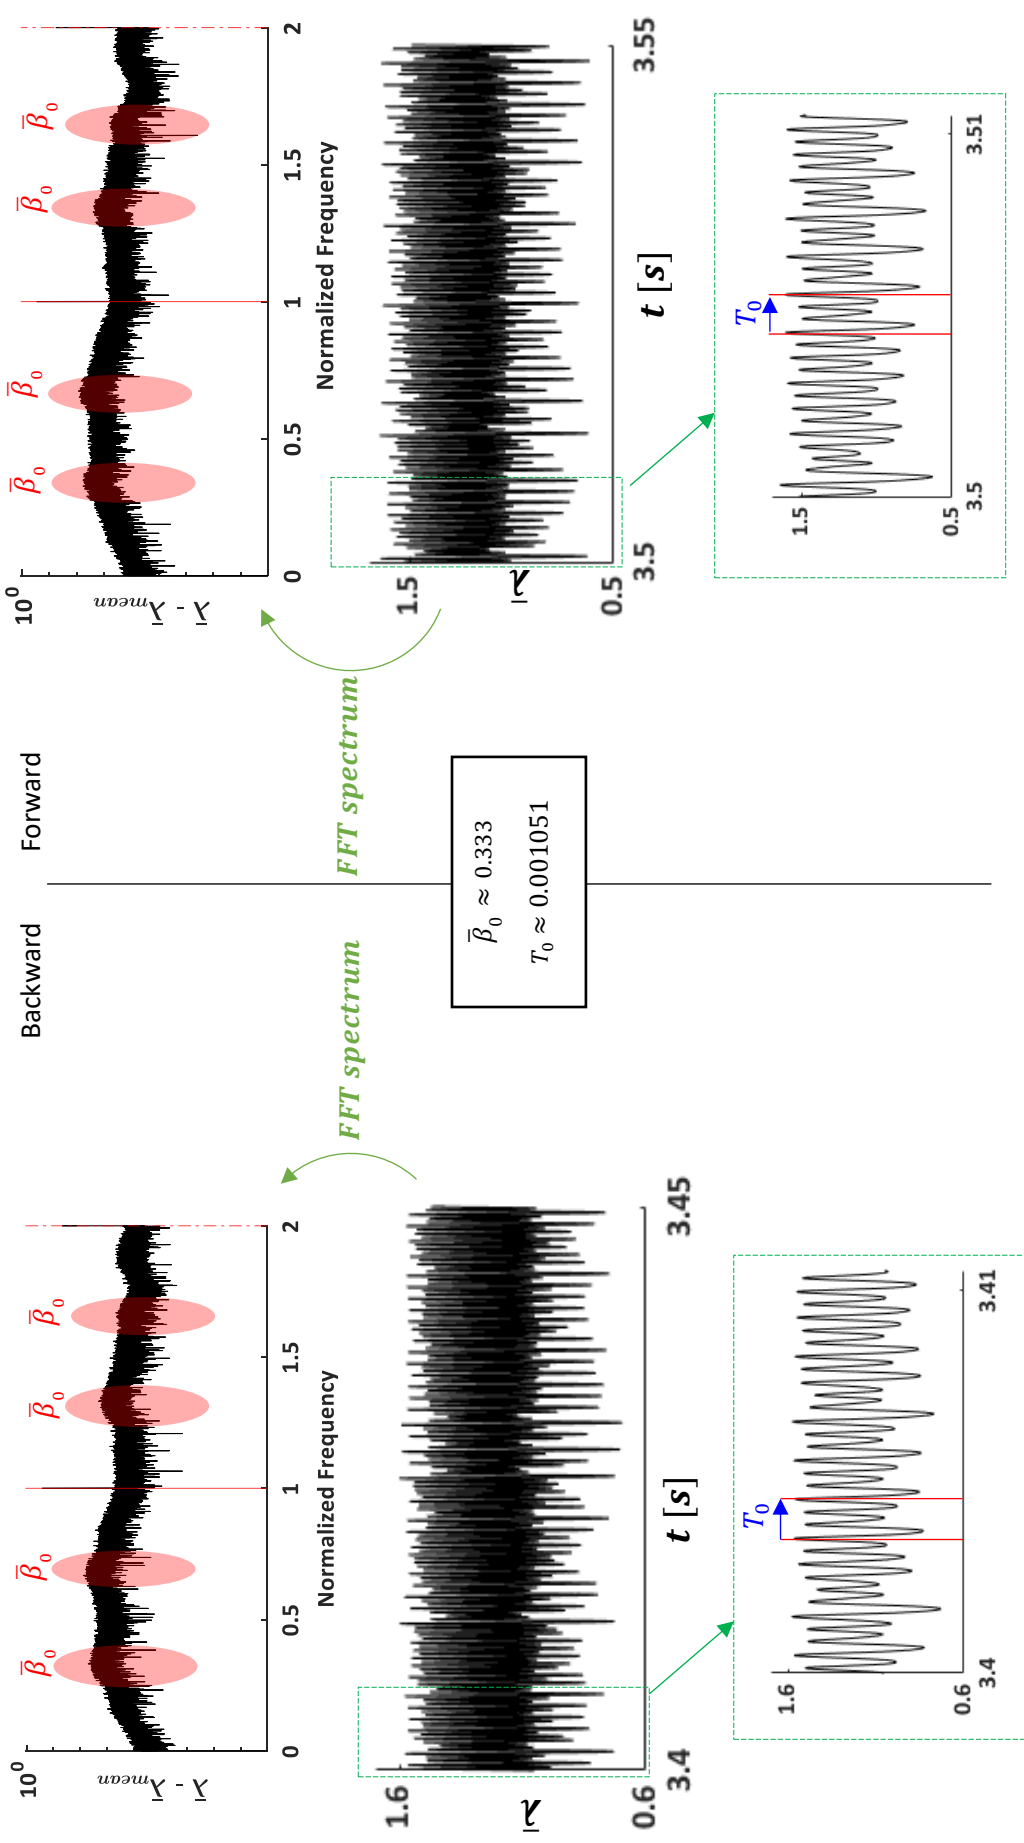 Backward
Forward
10⁰
λ̄ - λ̄mean
β̄₀
β̄₀
β̄₀
β̄₀
0
0.5
1
1.5
2
Normalized Frequency
10⁰
λ̄ - λ̄mean
β̄₀
β̄₀
β̄₀
β̄₀
0
0.5
1
1.5
2
Normalized Frequency
FFT spectrum
FFT spectrum
1.6
λ̄
0.6
3.4
3.45
t [s]
β̄₀ ≈ 0.333
T₀ ≈ 0.001051
1.5
λ̄
0.5
3.5
3.55
t [s]
T₀
1.6
0.6
3.4
3.41
T₀
1.5
0.5
3.5
3.51